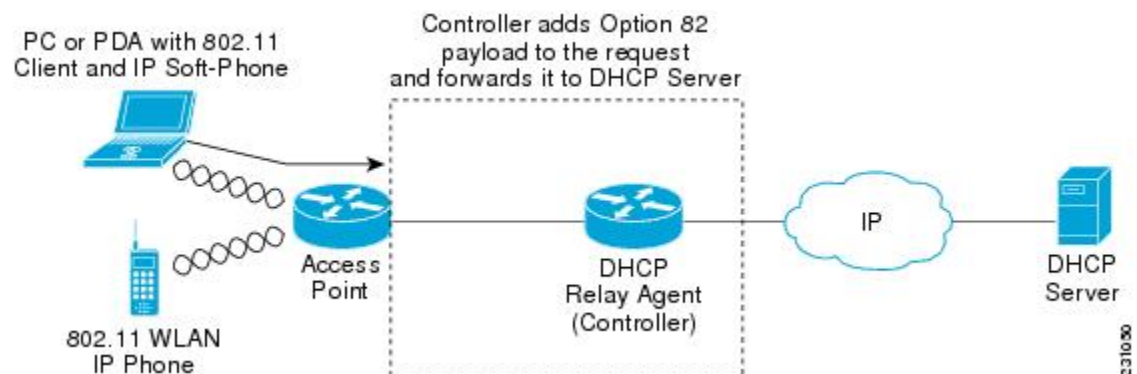 Controller adds Option 82
payload to the request
and forwards it to DHCP Server
PC or PDA with 802.11
Client and IP Soft-Phone
Access
Point
802.11 WLAN
IP Phone
DHCP
Relay Agent
(Controller)
IP
DHCP
Server
231050